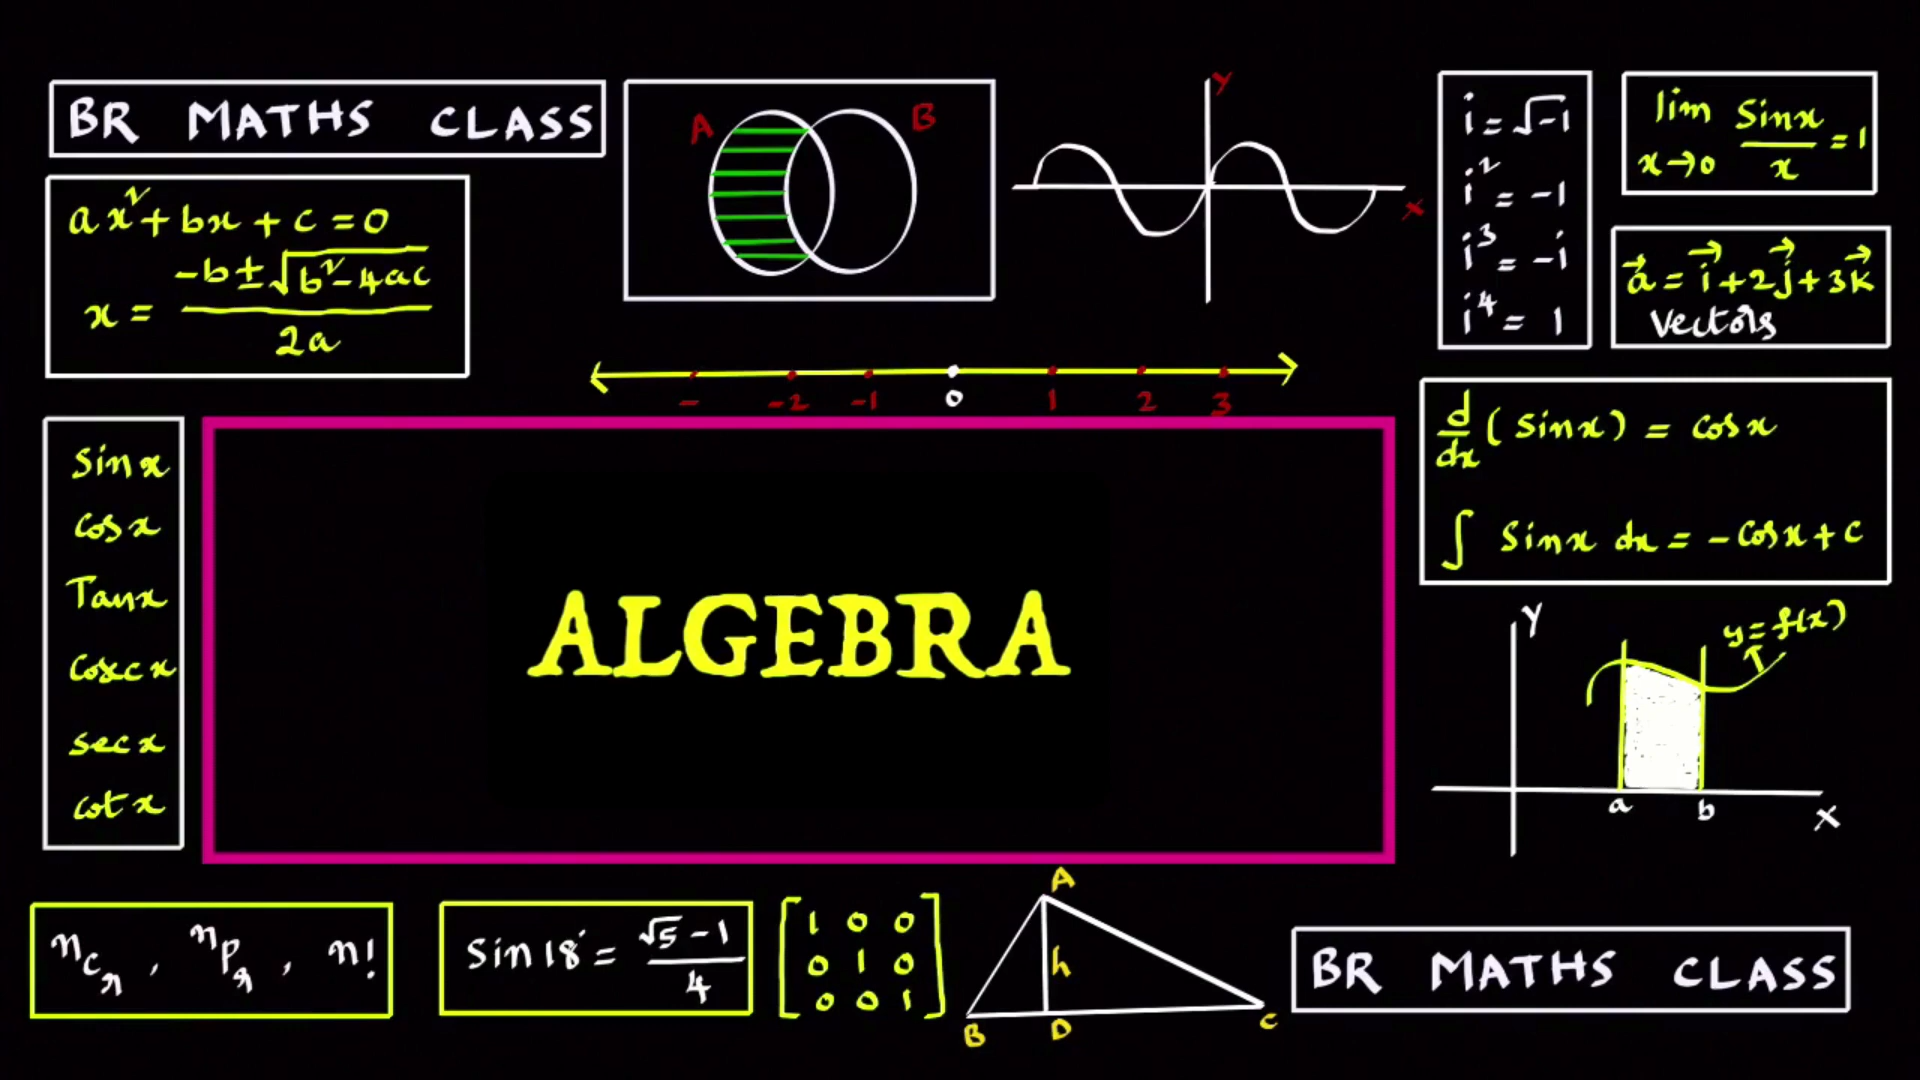 BR MATHS CLASS
ax² + bx + c = 0
x = (-b ± √(b² - 4ac)) / 2a
A B
Y
X
i = √-1
i² = -1
i³ = -i
i⁴ = 1
lim x→0 Sinx / x = 1
a⃗ = i⃗ + 2j⃗ + 3k⃗
Vectors
- -2 -1 0 1 2 3
Sinx
Cosx
Tanx
Cosecx
secx
cotx
ALGEBRA
d/dx (Sinx) = Cosx
∫ Sinx dx = -Cosx + c
Y
y = f(x)
a b
X
ⁿCᵣ , ⁿPᵣ , n!
Sin18° = (√5 - 1) / 4
1 0 0
0 1 0
0 0 1
A
h
B D C
BR MATHS CLASS